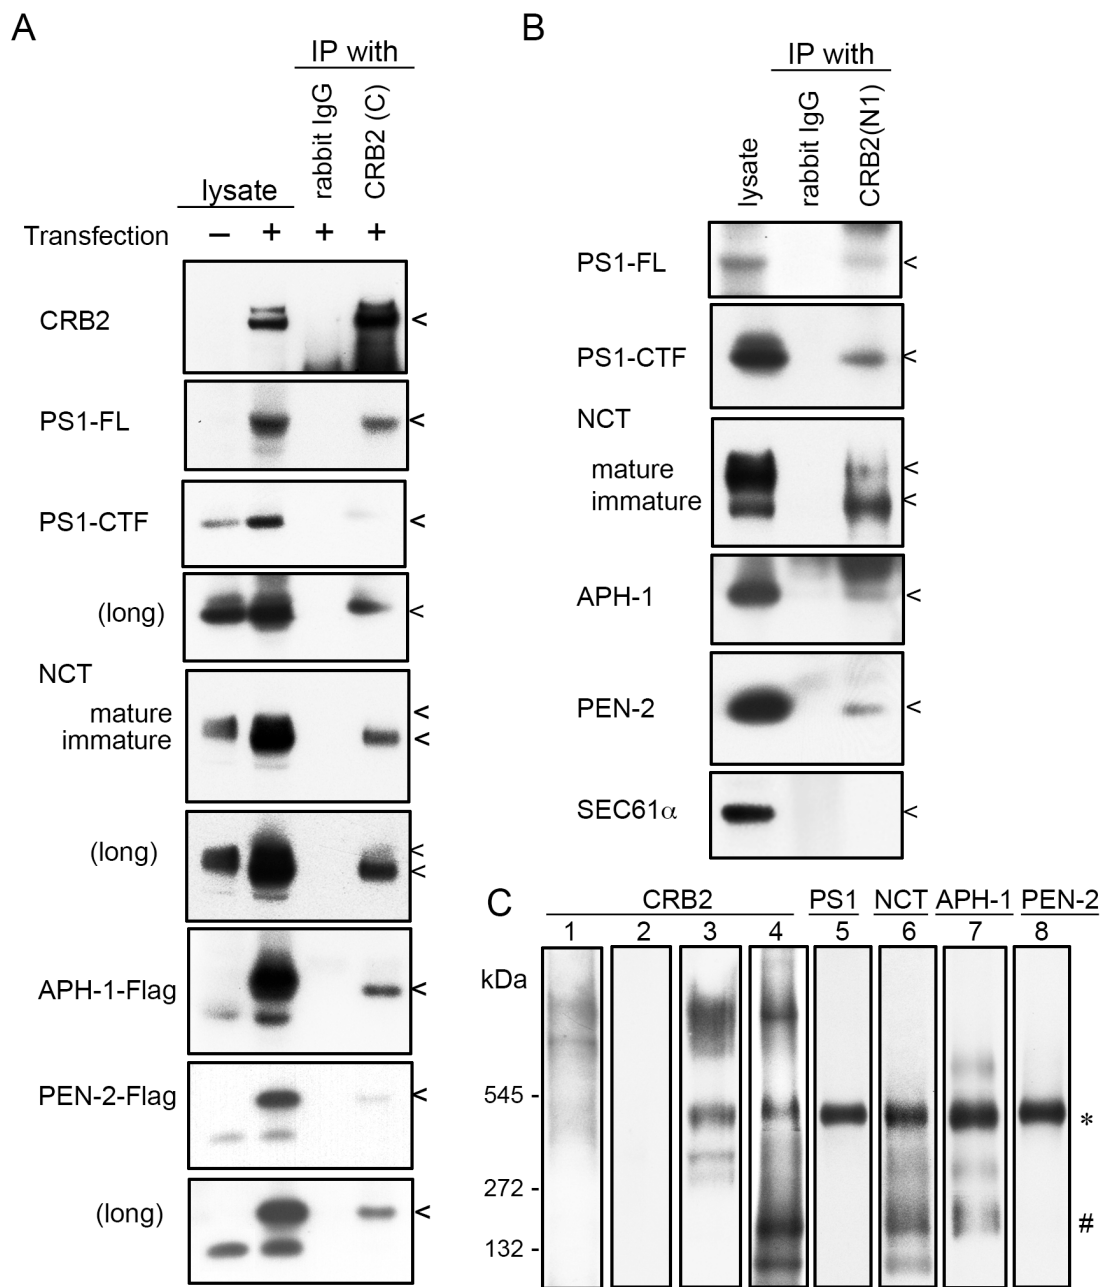 A
IP with
rabbit IgG
CRB2 (C)
lysate
Transfection – + + +
CRB2 <
PS1-FL <
PS1-CTF <
(long) <
NCT
mature <
immature <
(long) <
<
APH-1-Flag <
PEN-2-Flag <
(long) <
B
IP with
lysate
rabbit IgG
CRB2(N1)
PS1-FL <
PS1-CTF <
NCT
mature <
immature <
APH-1 <
PEN-2 <
SEC61α <
C
CRB2 PS1 NCT APH-1 PEN-2
1 2 3 4 5 6 7 8
kDa
545 -
*
272 -
#
132 -